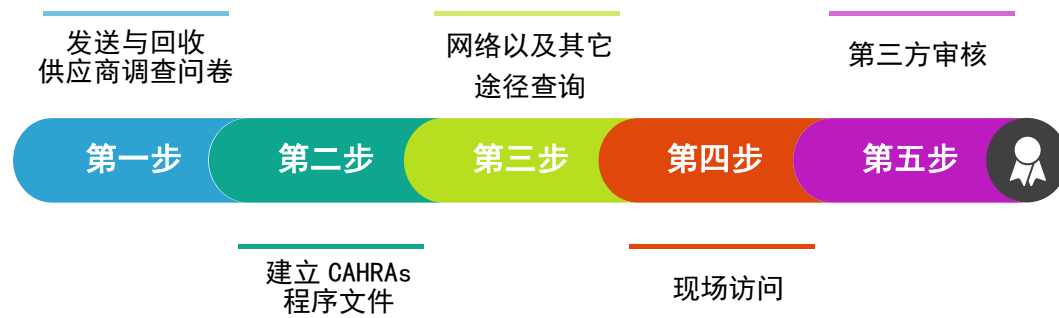 发送与回收
供应商调查问卷
网络以及其它
途径查询
第三方审核
第一步
第二步
第三步
第四步
第五步
建立 CAHRAs
程序文件
现场访问